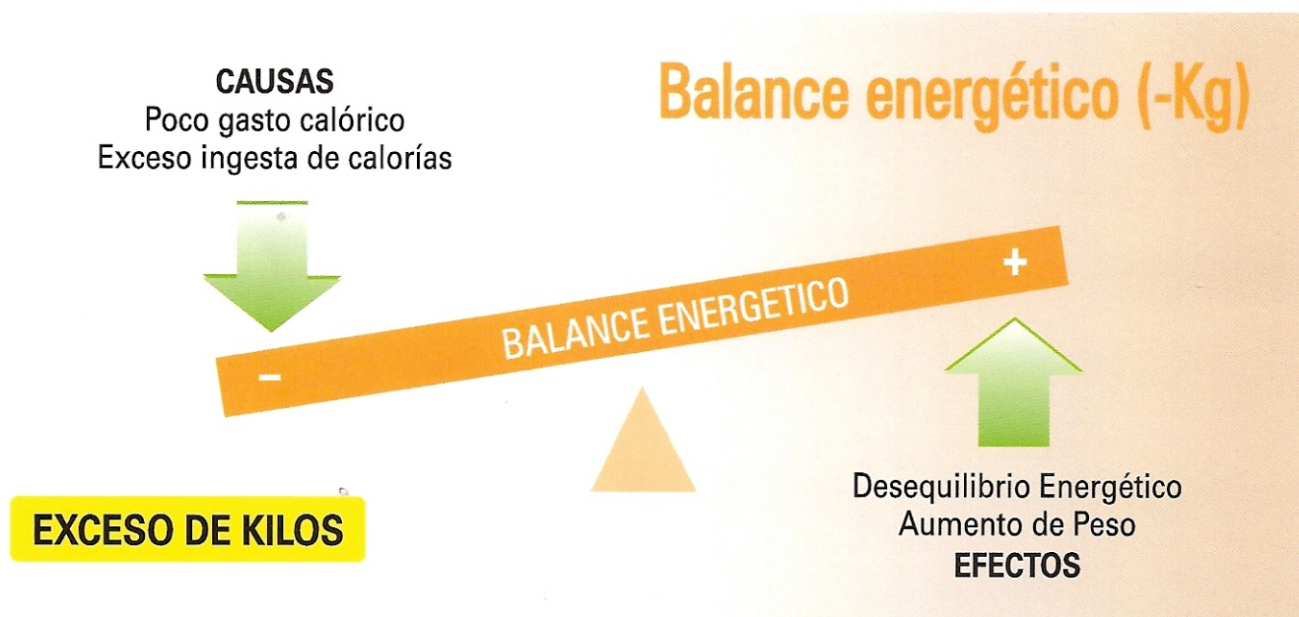 Balance energético (-Kg)
CAUSAS
Poco gasto calórico
Exceso ingesta de calorías
+
BALANCE ENERGETICO
–
Desequilibrio Energético
Aumento de Peso
EFECTOS
EXCESO DE KILOS